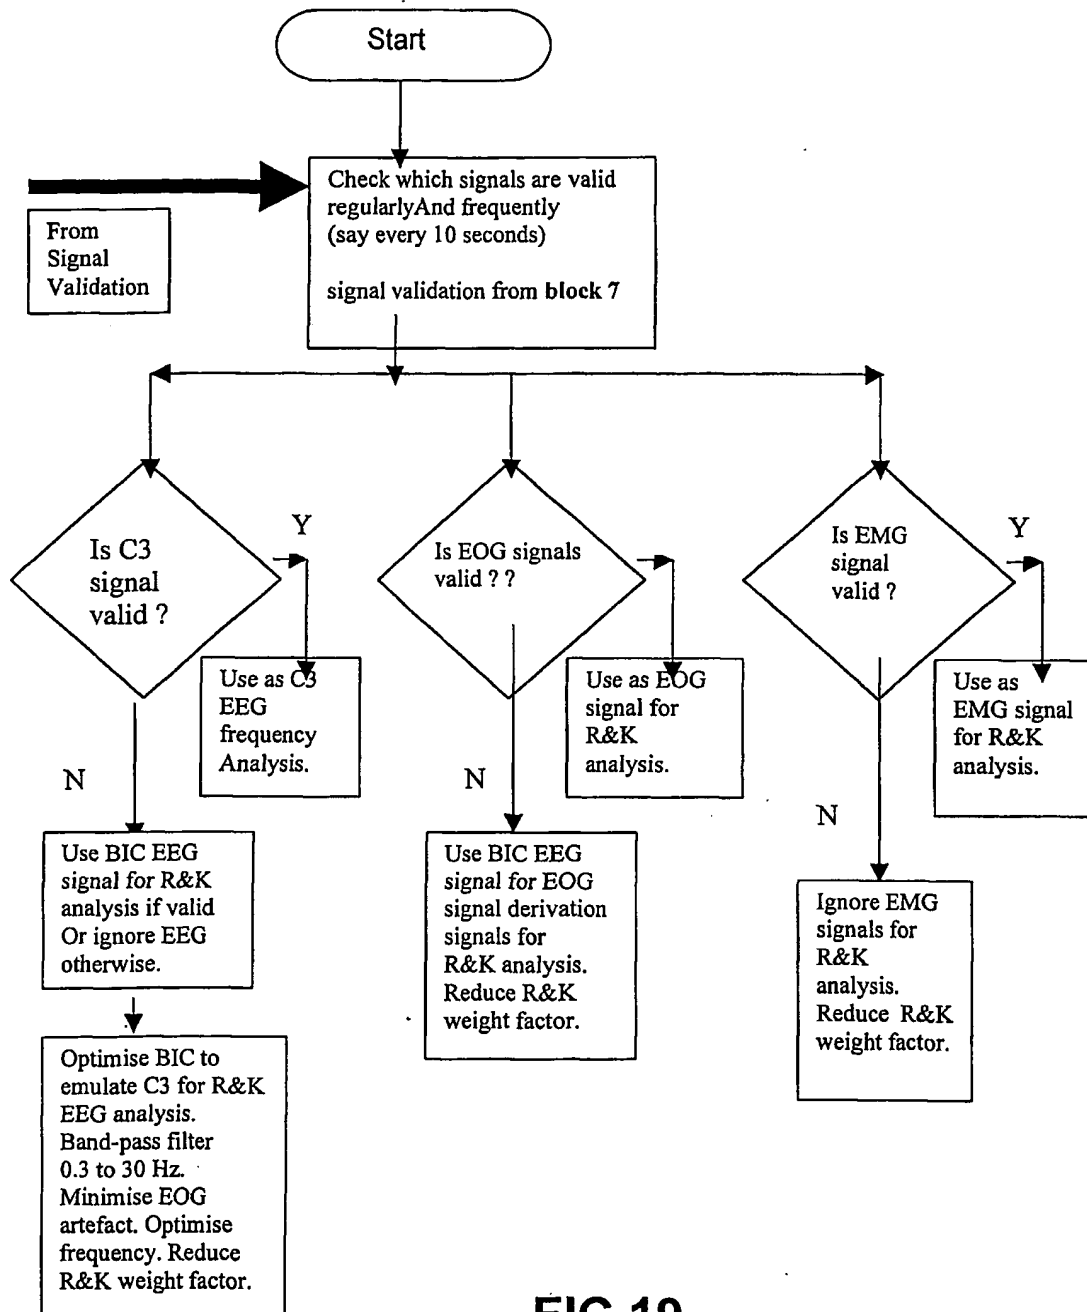 Start
Check which signals are valid
regularlyAnd frequently
(say every 10 seconds)
signal validation from block 7
From
Signal
Validation
Is C3
signal
valid ?
Y
Is EOG signals
valid ? ?
Is EMG
signal
valid ?
Y
Use as C3
EEG
frequency
Analysis.
Use as EOG
signal for
R&K
analysis.
Use as
EMG signal
for R&K
analysis.
N
N
N
Use BIC EEG
signal for R&K
analysis if valid
Or ignore EEG
otherwise.
Use BIC EEG
signal for EOG
signal derivation
signals for
R&K analysis.
Reduce R&K
weight factor.
Ignore EMG
signals for
R&K
analysis.
Reduce R&K
weight factor.
Optimise BIC to
emulate C3 for R&K
EEG analysis.
Band-pass filter
0.3 to 30 Hz.
Minimise EOG
artefact. Optimise
frequency. Reduce
R&K weight factor.